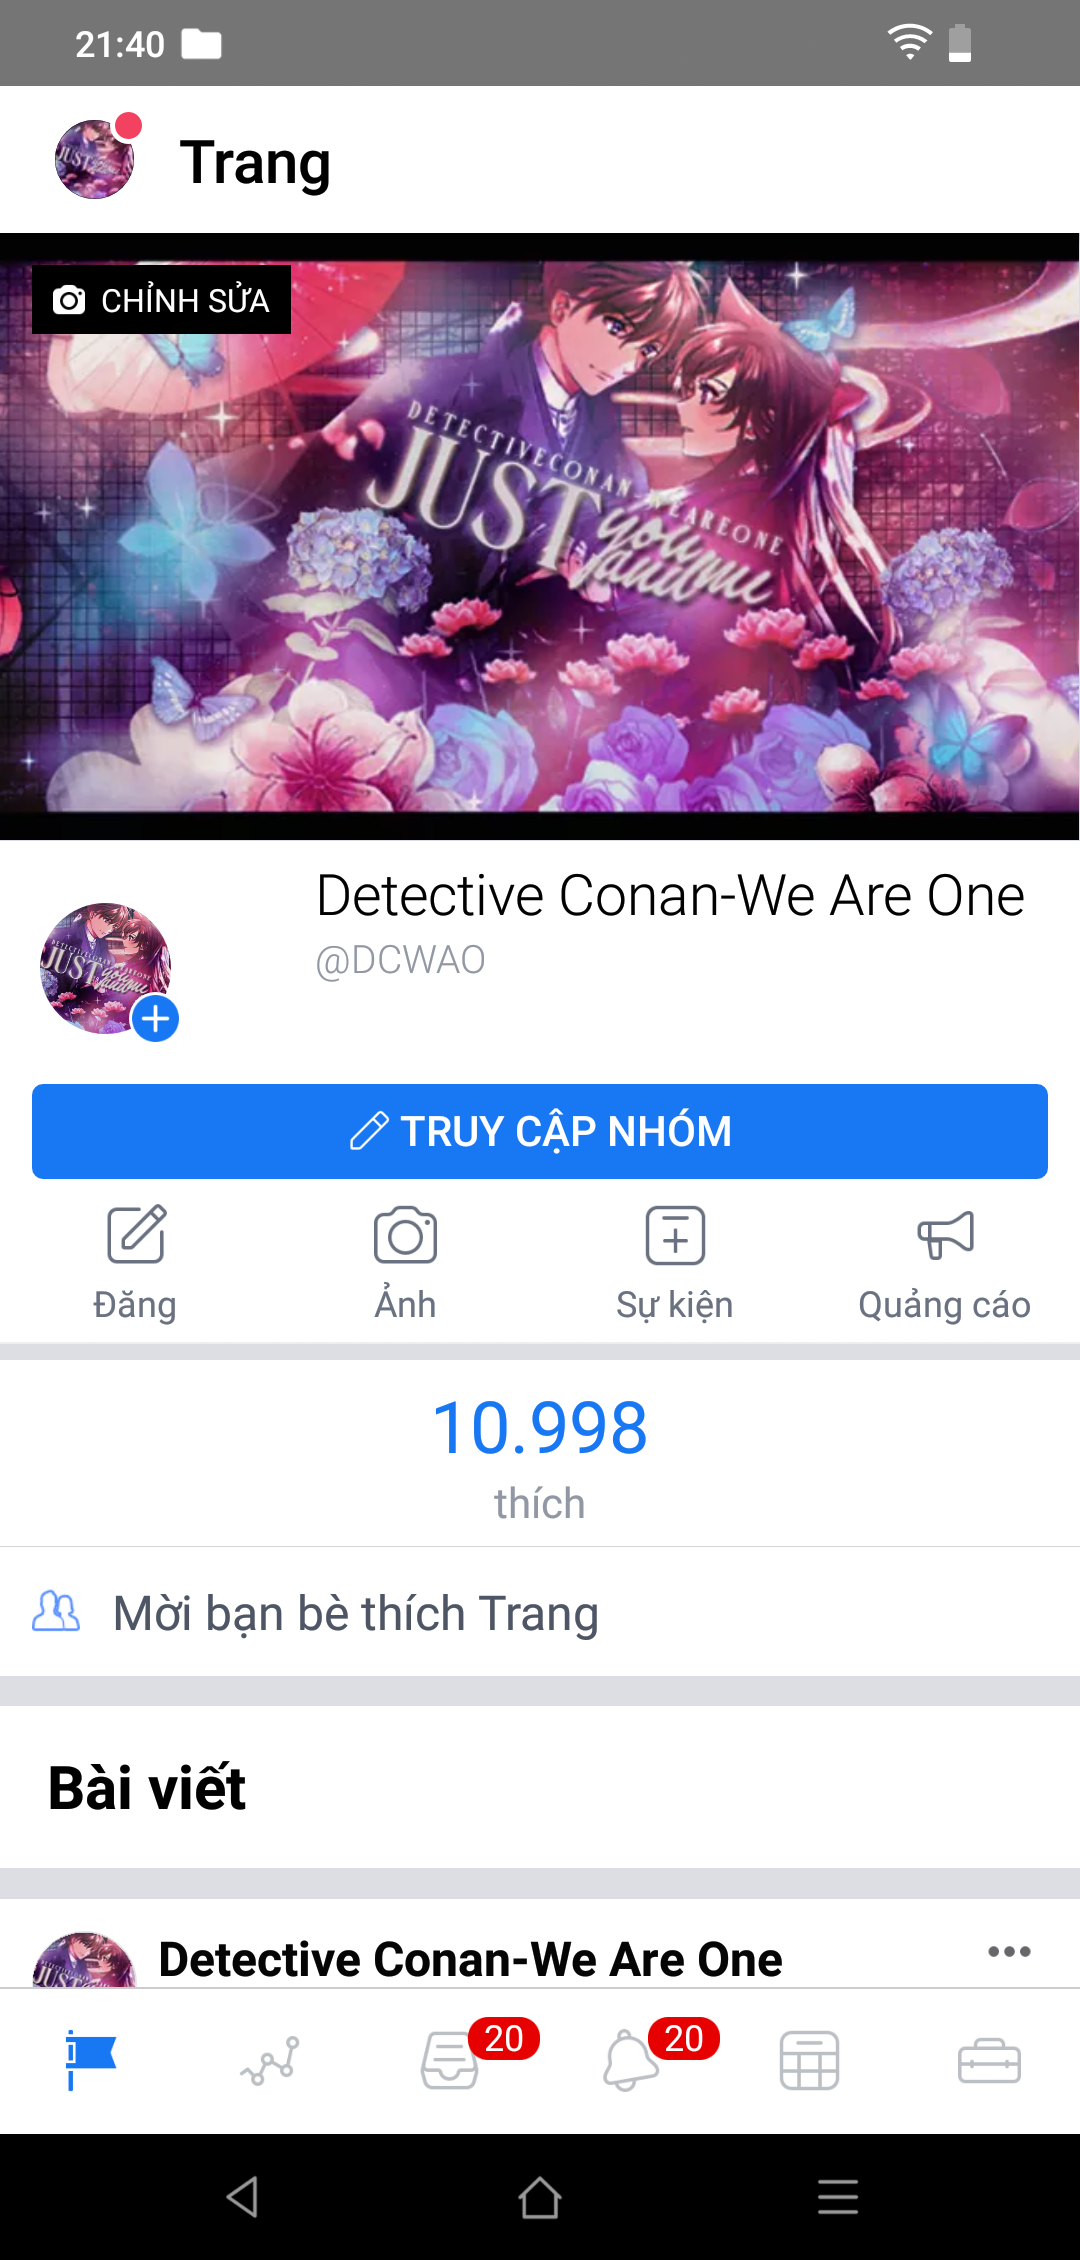 21:40
Trang
CHỈNH SỬA
DETECTIVECONAN WEAREONE
JUST you and me
Detective Conan-We Are One
@DCWAO
TRUY CẬP NHÓM
Đăng
Ảnh
Sự kiện
Quảng cáo
10.998
thích
Mời bạn bè thích Trang
Bài viết
Detective Conan-We Are One
20
20